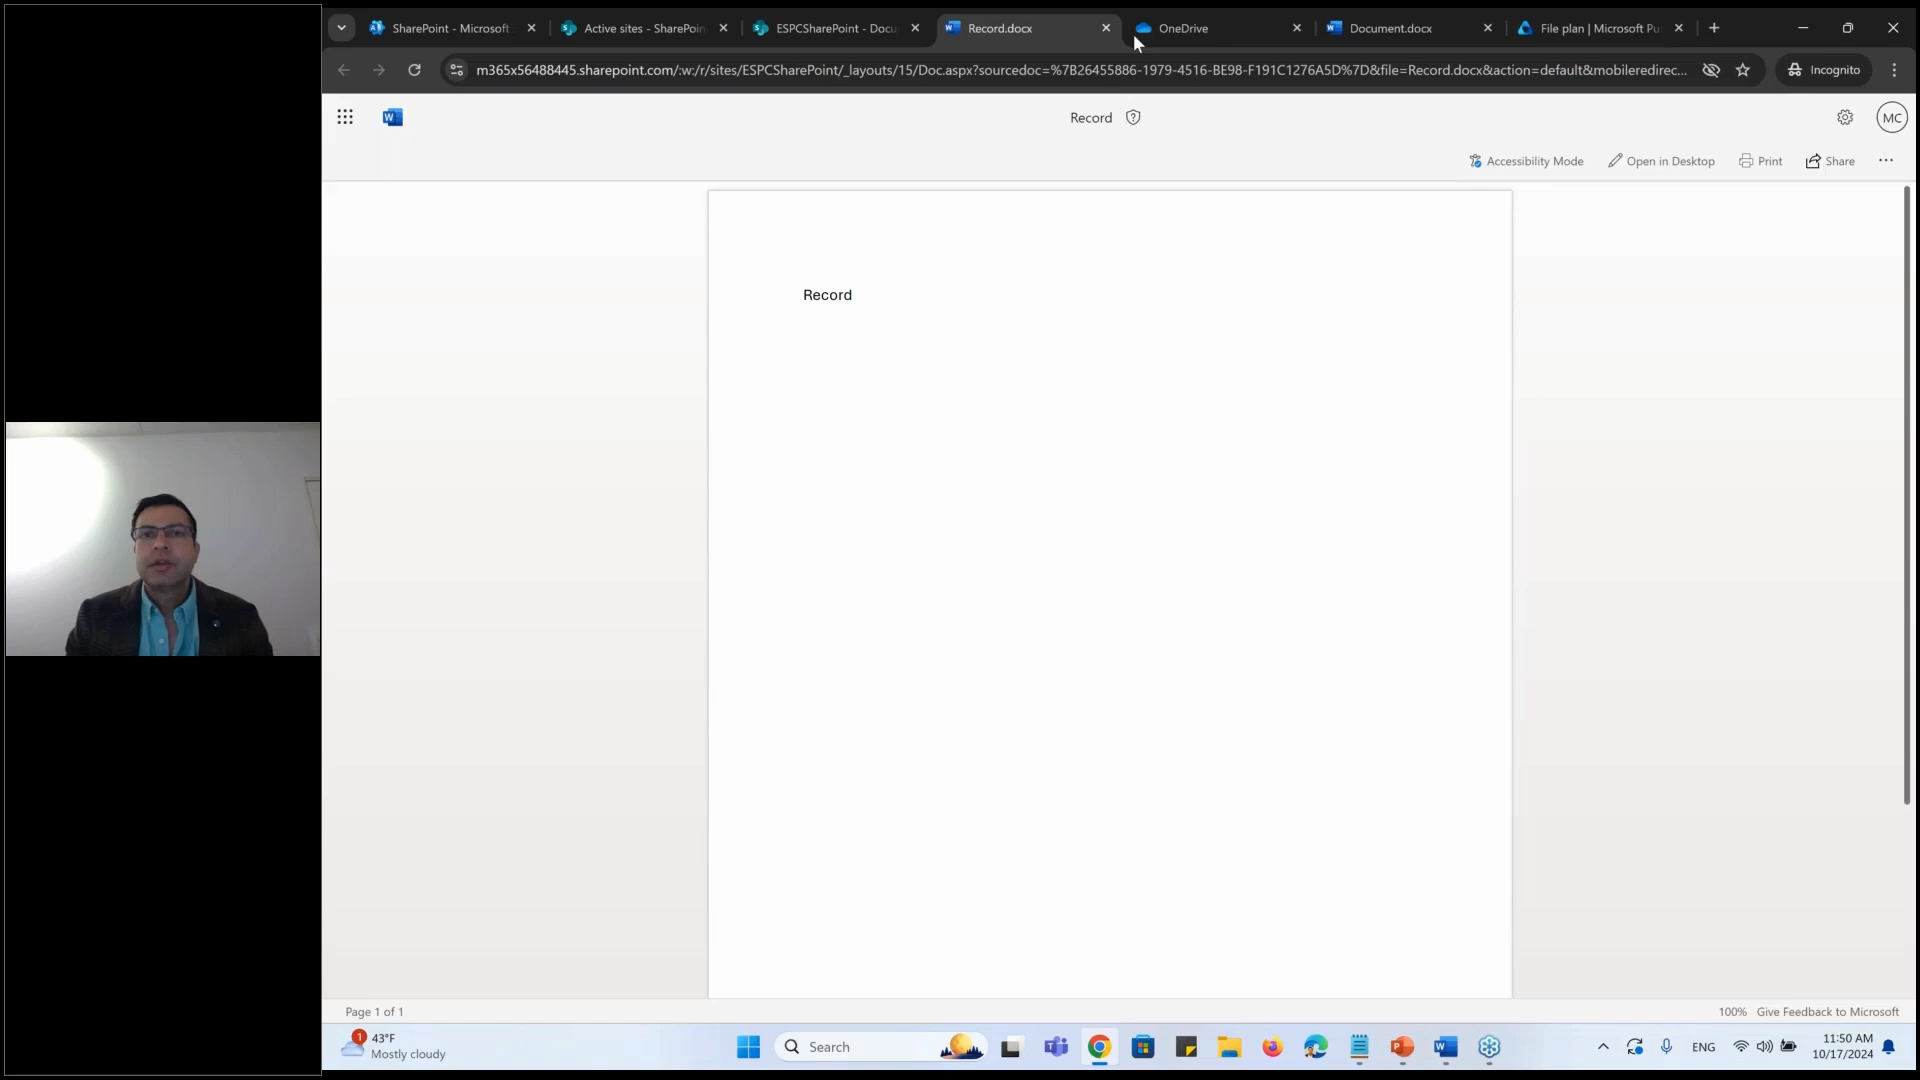 SharePoint - Microsoft
Active sites - SharePoin
ESPCSharePoint - Docu
Record.docx
OneDrive
Document.docx
File plan | Microsoft Pu
m365x56488445.sharepoint.com/:w:/r/sites/ESPCSharePoint/_layouts/15/Doc.aspx?sourcedoc=%7B26455886-1979-4516-BE98-F191C1276A5D%7D&file=Record.docx&action=default&mobileredirec...
Incognito
Record
MC
Accessibility Mode
Open in Desktop
Print
Share
Record
Page 1 of 1
100%
Give Feedback to Microsoft
1
43°F
Mostly cloudy
Search
ENG
11:50 AM
10/17/2024